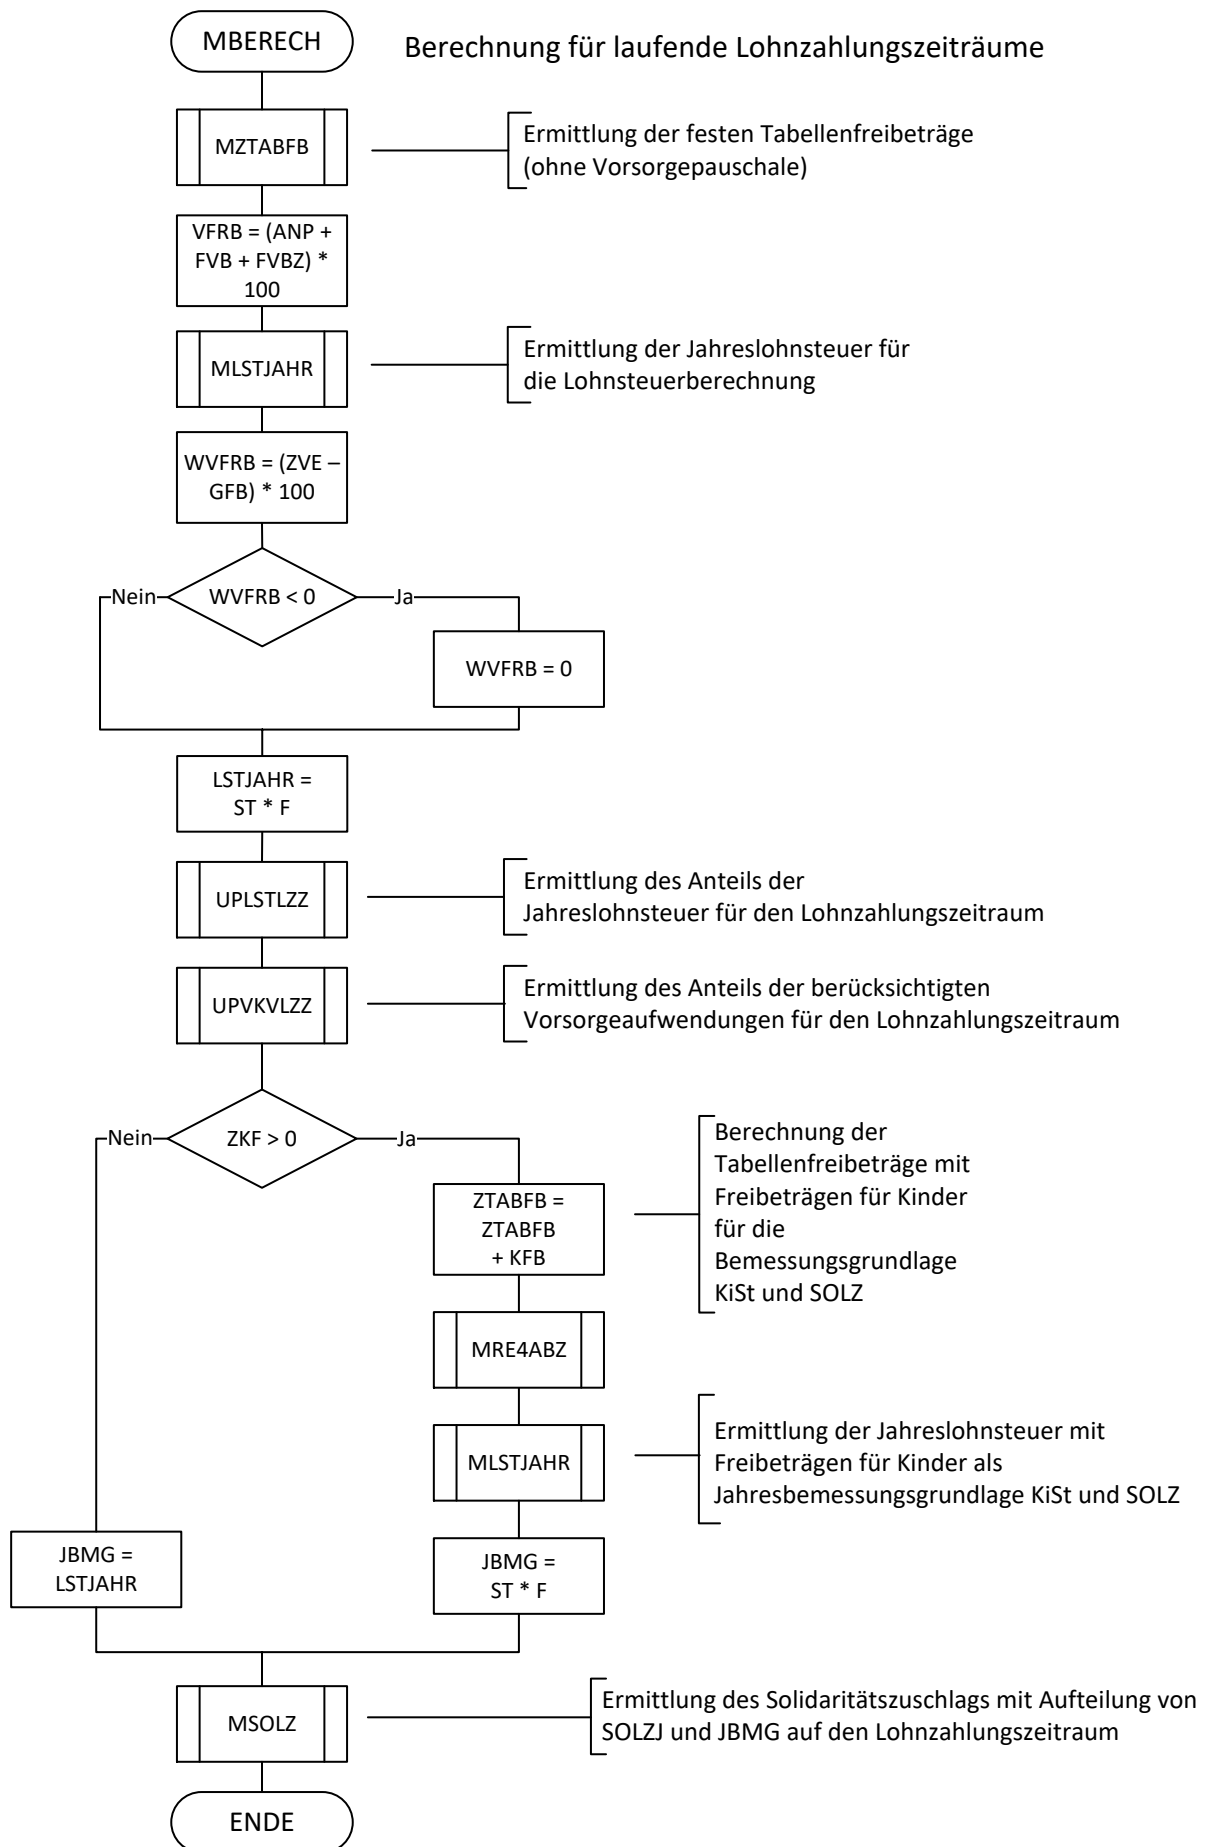 MBERECH
Berechnung für laufende Lohnzahlungszeiträume
MZTABFB
Ermittlung der festen Tabellenfreibeträge
(ohne Vorsorgepauschale)
VFRB = (ANP +
FVB + FVBZ) *
100
MLSTJAHR
Ermittlung der Jahreslohnsteuer für
die Lohnsteuerberechnung
WVFRB = (ZVE –
GFB) * 100
Nein
WVFRB < 0
Ja
WVFRB = 0
LSTJAHR =
ST * F
UPLSTLZZ
Ermittlung des Anteils der
Jahreslohnsteuer für den Lohnzahlungszeitraum
UPVKVLZZ
Ermittlung des Anteils der berücksichtigten
Vorsorgeaufwendungen für den Lohnzahlungszeitraum
Nein
ZKF > 0
Ja
ZTABFB =
ZTABFB
+ KFB
Berechnung der
Tabellenfreibeträge mit
Freibeträgen für Kinder
für die
Bemessungsgrundlage
KiSt und SOLZ
MRE4ABZ
MLSTJAHR
Ermittlung der Jahreslohnsteuer mit
Freibeträgen für Kinder als
Jahresbemessungsgrundlage KiSt und SOLZ
JBMG =
LSTJAHR
JBMG =
ST * F
MSOLZ
Ermittlung des Solidaritätszuschlags mit Aufteilung von
SOLZJ und JBMG auf den Lohnzahlungszeitraum
ENDE